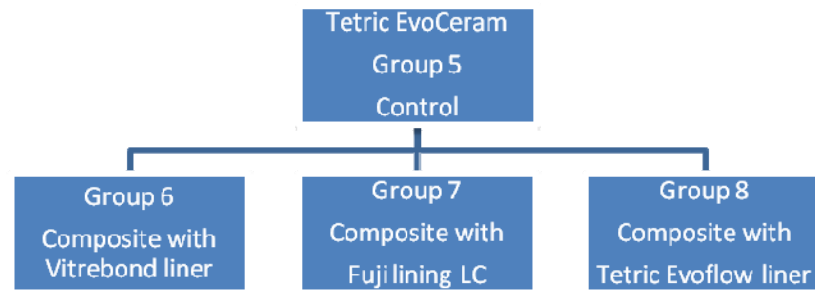 Tetric EvoCeram
Group 5
Control
Group 6
Composite with
Vitrebond liner
Group 7
Composite with
Fuji lining LC
Group 8
Composite with
Tetric Evoflow liner